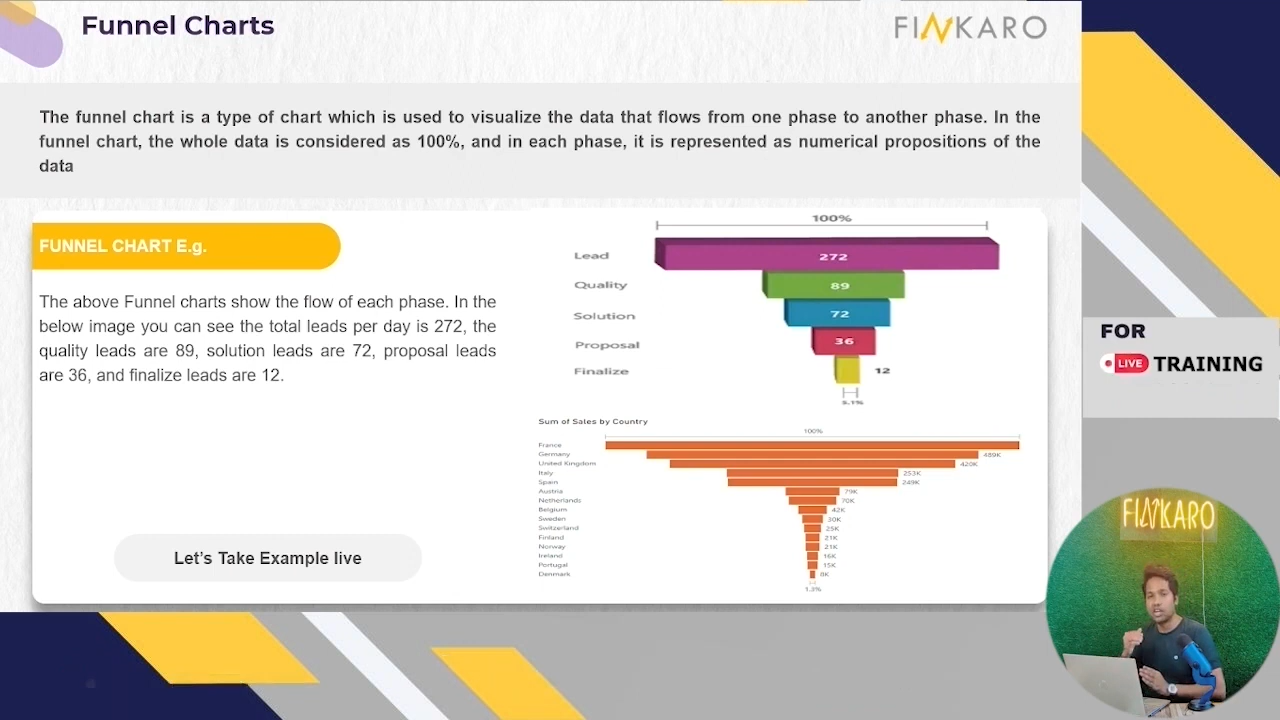 Funnel Charts
FINKARO
The funnel chart is a type of chart which is used to visualize the data that flows from one phase to another phase. In the
funnel chart, the whole data is considered as 100%, and in each phase, it is represented as numerical propositions of the
data
FUNNEL CHART E.g.
The above Funnel charts show the flow of each phase. In the
below image you can see the total leads per day is 272, the
quality leads are 89, solution leads are 72, proposal leads
are 36, and finalize leads are 12.
Let's Take Example live
100%
Lead 272
Quality 89
Solution 72
Proposal 36
Finalize 12
5.1%
Sum of Sales by Country
100%
France
Germany 489K
United Kingdom 420K
Italy 253K
Spain 249K
Austria 79K
Netherlands 70K
Belgium 42K
Sweden 30K
Switzerland 25K
Finland 21K
Norway 21K
Ireland 16K
Portugal 15K
Denmark 8K
1.3%
FOR
LIVE TRAINING
FINKARO